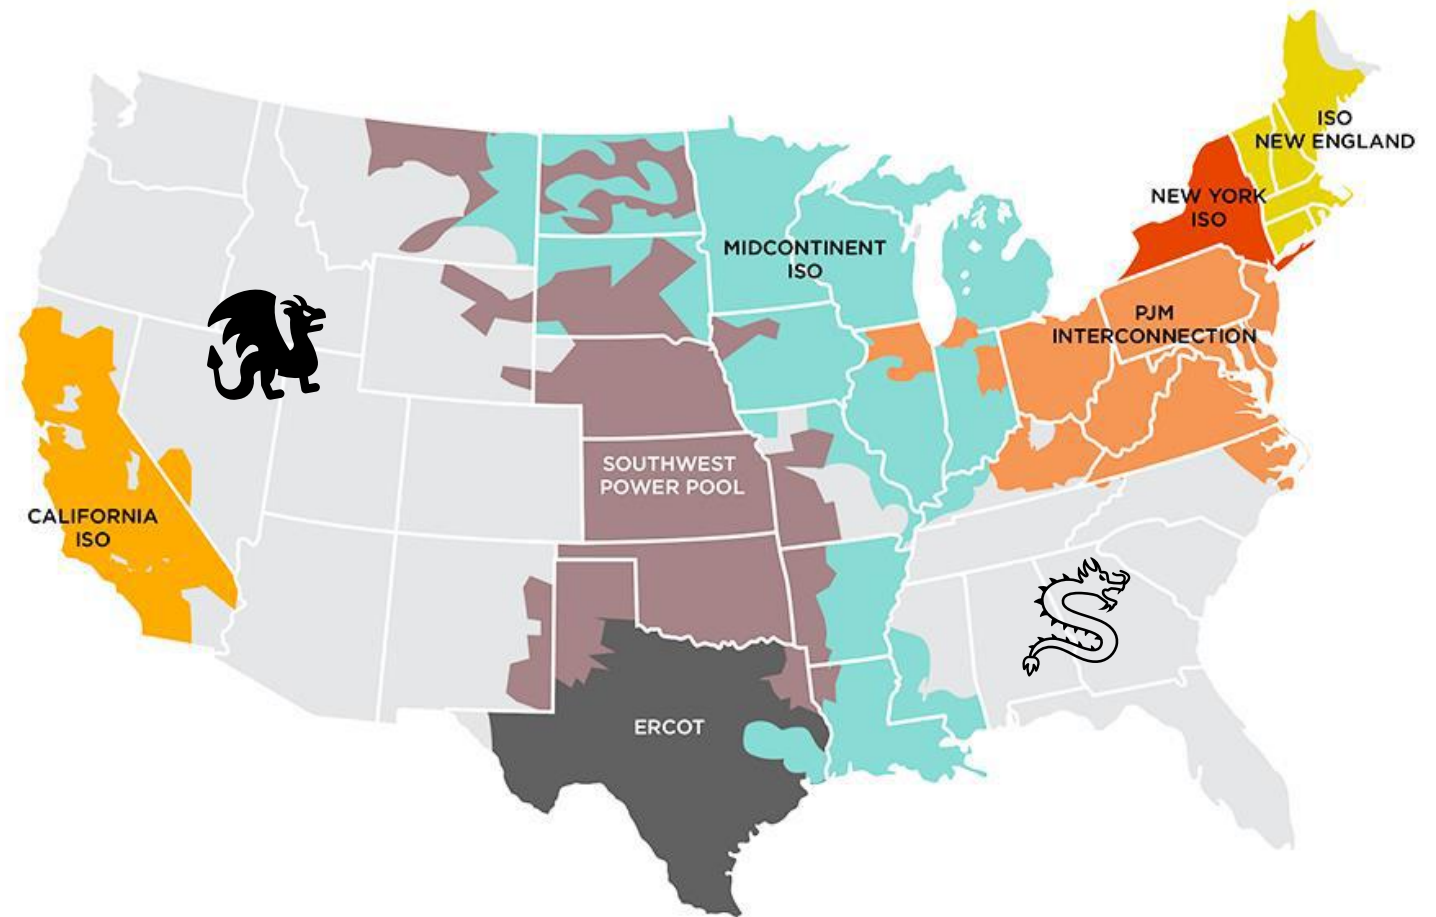 ISO
NEW ENGLAND
NEW YORK
ISO
MIDCONTINENT
ISO
PJM
INTERCONNECTION
SOUTHWEST
POWER POOL
CALIFORNIA
ISO
ERCOT